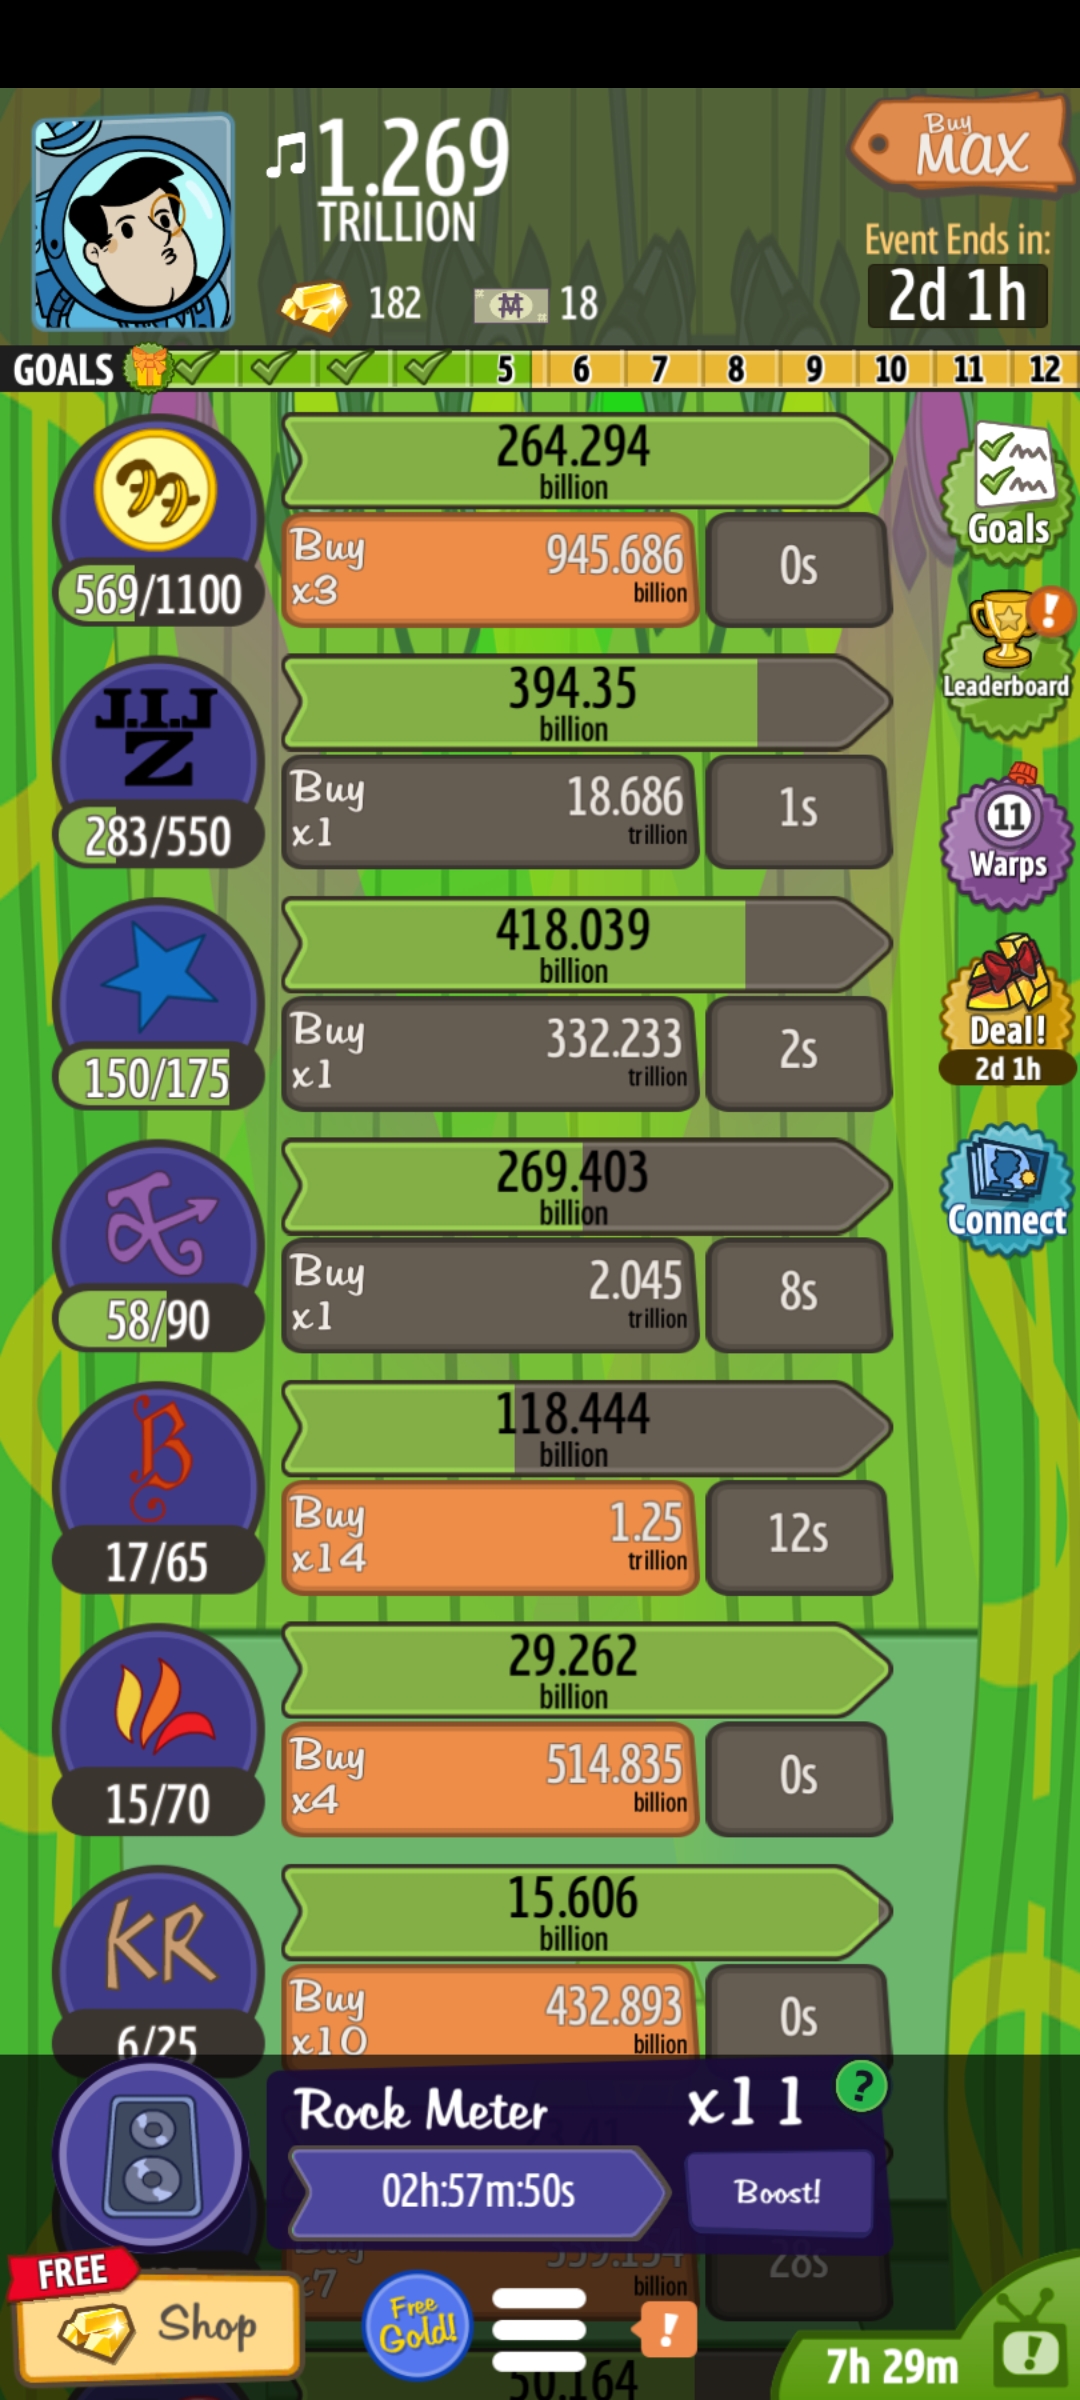 1.269
TRILLION
Buy
MAX
Event Ends in:
2d 1h
182
18
GOALS
5 6 7 8 9 10 11 12
264.294
billion
Buy
x3
945.686
billion
0s
569/1100
Goals
J.I.J
Z
394.35
billion
Buy
x1
18.686
trillion
1s
283/550
!
Leaderboard
418.039
billion
Buy
x1
332.233
trillion
2s
150/175
11
Warps
Deal!
2d 1h
269.403
billion
Buy
x1
2.045
trillion
8s
58/90
Connect
B
118.444
billion
Buy
x14
1.25
trillion
12s
17/65
29.262
billion
Buy
x4
514.835
billion
0s
15/70
KR
15.606
billion
Buy
x10
432.893
billion
0s
6/25
Rock Meter
x11
?
02h:57m:50s
Boost!
x7
billion
28s
FREE
Shop
Free
Gold!
!
50.164
7h 29m
!